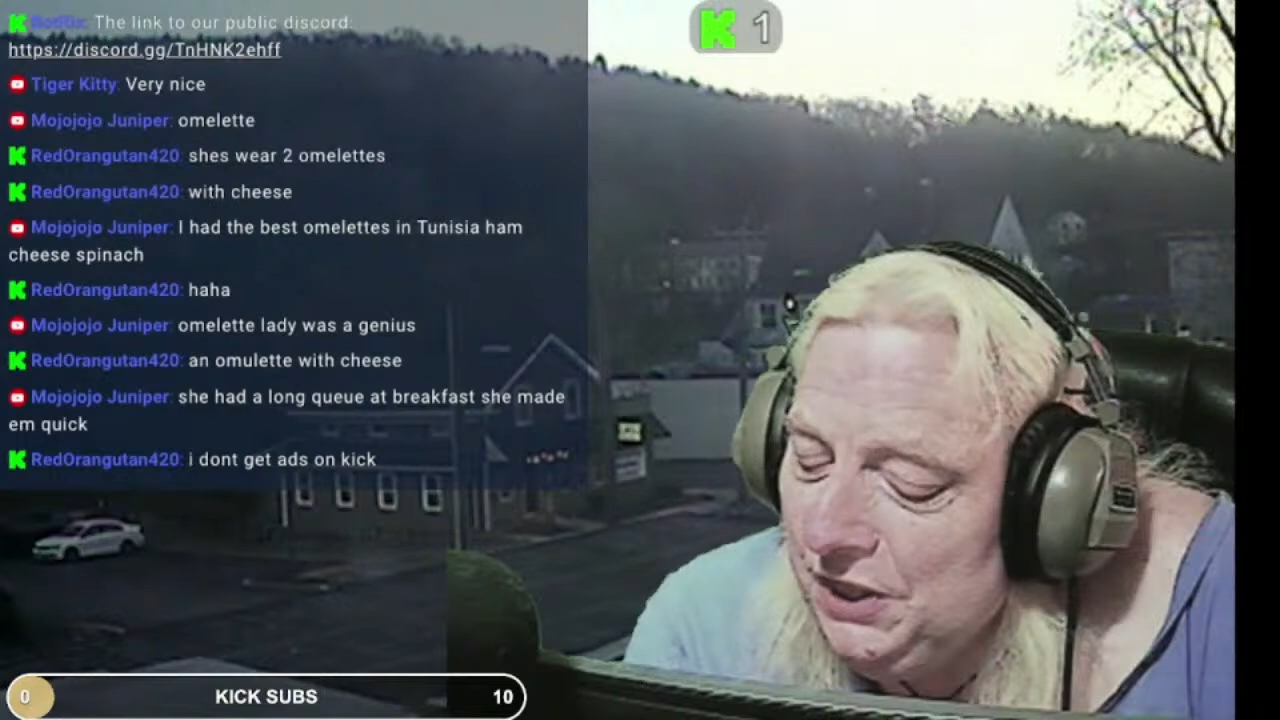 BotRix: The link to our public discord:
https://discord.gg/TnHNK2ehff
Tiger Kitty: Very nice
Mojojojo Juniper: omelette
RedOrangutan420: shes wear 2 omelettes
RedOrangutan420: with cheese
Mojojojo Juniper: I had the best omelettes in Tunisia ham
cheese spinach
RedOrangutan420: haha
Mojojojo Juniper: omelette lady was a genius
RedOrangutan420: an omulette with cheese
Mojojojo Juniper: she had a long queue at breakfast she made
em quick
RedOrangutan420: i dont get ads on kick
K 1
0 KICK SUBS 10